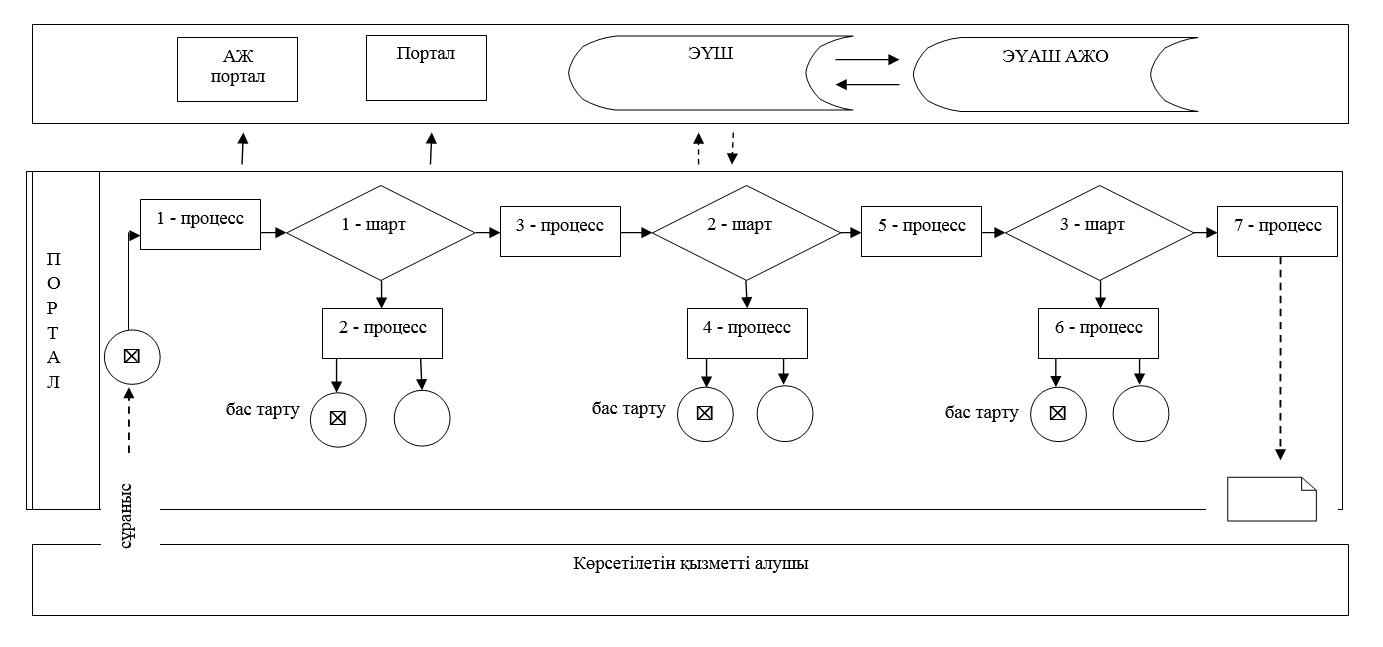 АЖ
портал
Портал
ЭҮШ
ЭҮАШ АЖО
ПОРТАЛ
1 - процесс
1 - шарт
3 - процесс
2 - шарт
5 - процесс
3 - шарт
7 - процесс
2 - процесс
4 - процесс
6 - процесс
бас тарту
бас тарту
бас тарту
сұраныс
Көрсетілетін қызметті алушы